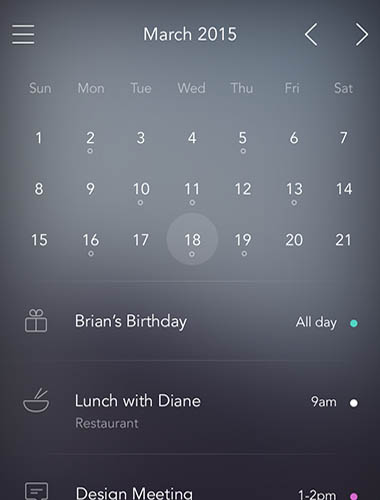 March 2015
Sun Mon Tue Wed Thu Fri Sat
1 2 3 4 5 6 7
8 9 10 11 12 13 14
15 16 17 18 19 20 21
Brian's Birthday All day
Lunch with Diane 9am
Restaurant
Design Meeting 1-2pm